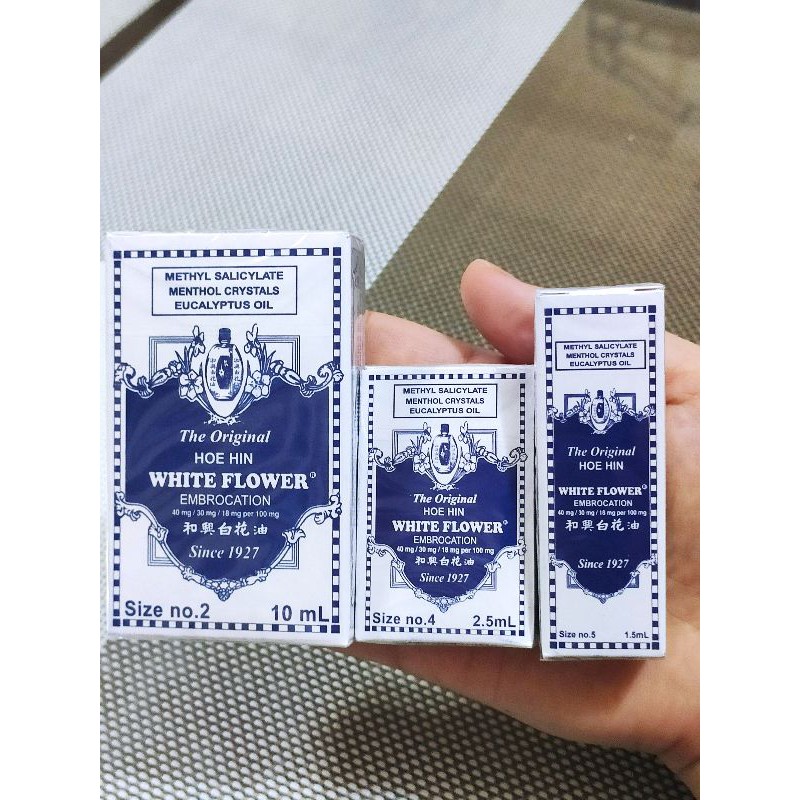 METHYL SALICYLATE
MENTHOL CRYSTALS
EUCALYPTUS OIL
The Original
HOE HIN
WHITE FLOWER®
EMBROCATION
40 mg / 30 mg / 18 mg per 100 mg
和興白花油
Since 1927
Size no.2 10 mL
METHYL SALICYLATE
MENTHOL CRYSTALS
EUCALYPTUS OIL
The Original
HOE HIN
WHITE FLOWER®
EMBROCATION
40 mg / 30 mg / 18 mg per 100 mg
和興白花油
Since 1927
Size no.4 2.5mL
METHYL SALICYLATE
MENTHOL CRYSTALS
EUCALYPTUS OIL
The Original
HOE HIN
WHITE FLOWER®
EMBROCATION
40 mg / 30 mg / 18 mg per 100 mg
和興白花油
Since 1927
Size no.5 1.5mL